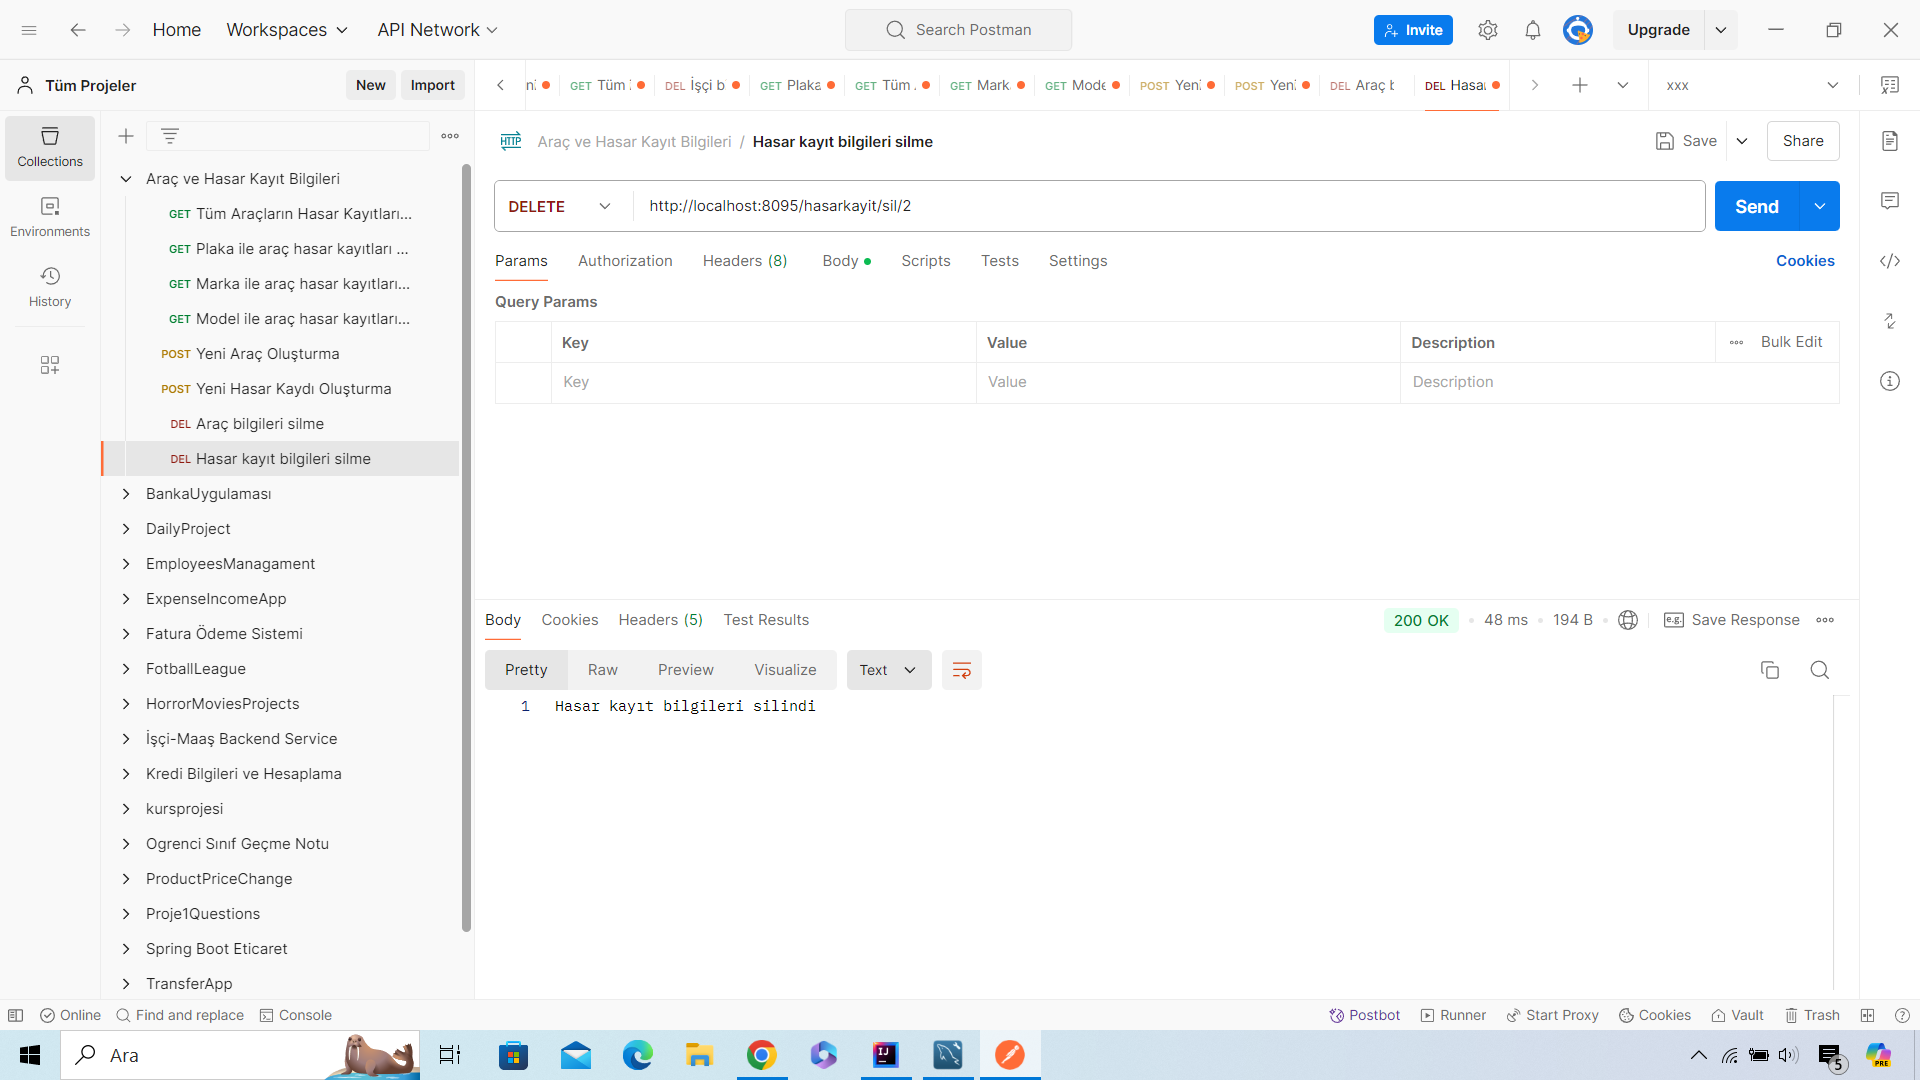 Home
Workspaces
API Network
Search Postman
Invite
Upgrade
Tüm Projeler
New
Import
GET Tüm
DEL İşçi b
GET Plaka
GET Tüm
GET Mark
GET Mode
POST Yeni
POST Yeni
DEL Araç b
DEL Hasar
xxx
Collections
Environments
History
Araç ve Hasar Kayıt Bilgileri
GET Tüm Araçların Hasar Kayıtları...
GET Plaka ile araç hasar kayıtları ...
GET Marka ile araç hasar kayıtları...
GET Model ile araç hasar kayıtları...
POST Yeni Araç Oluşturma
POST Yeni Hasar Kaydı Oluşturma
DEL Araç bilgileri silme
DEL Hasar kayıt bilgileri silme
BankaUygulaması
DailyProject
EmployeesManagament
ExpenseIncomeApp
Fatura Ödeme Sistemi
FotballLeague
HorrorMoviesProjects
İşçi-Maaş Backend Service
Kredi Bilgileri ve Hesaplama
kursprojesi
Ogrenci Sınıf Geçme Notu
ProductPriceChange
Proje1Questions
Spring Boot Eticaret
TransferApp
HTTP Araç ve Hasar Kayıt Bilgileri / Hasar kayıt bilgileri silme
Save
Share
DELETE
http://localhost:8095/hasarkayit/sil/2
Send
Params
Authorization
Headers (8)
Body
Scripts
Tests
Settings
Cookies
Query Params
Key
Value
Description
Bulk Edit
Key
Value
Description
Body
Cookies
Headers (5)
Test Results
200 OK
48 ms
194 B
e.g. Save Response
Pretty
Raw
Preview
Visualize
Text
1 Hasar kayıt bilgileri silindi
Online
Find and replace
Console
Postbot
Runner
Start Proxy
Cookies
Vault
Trash
Ara
IJ
5
PRE